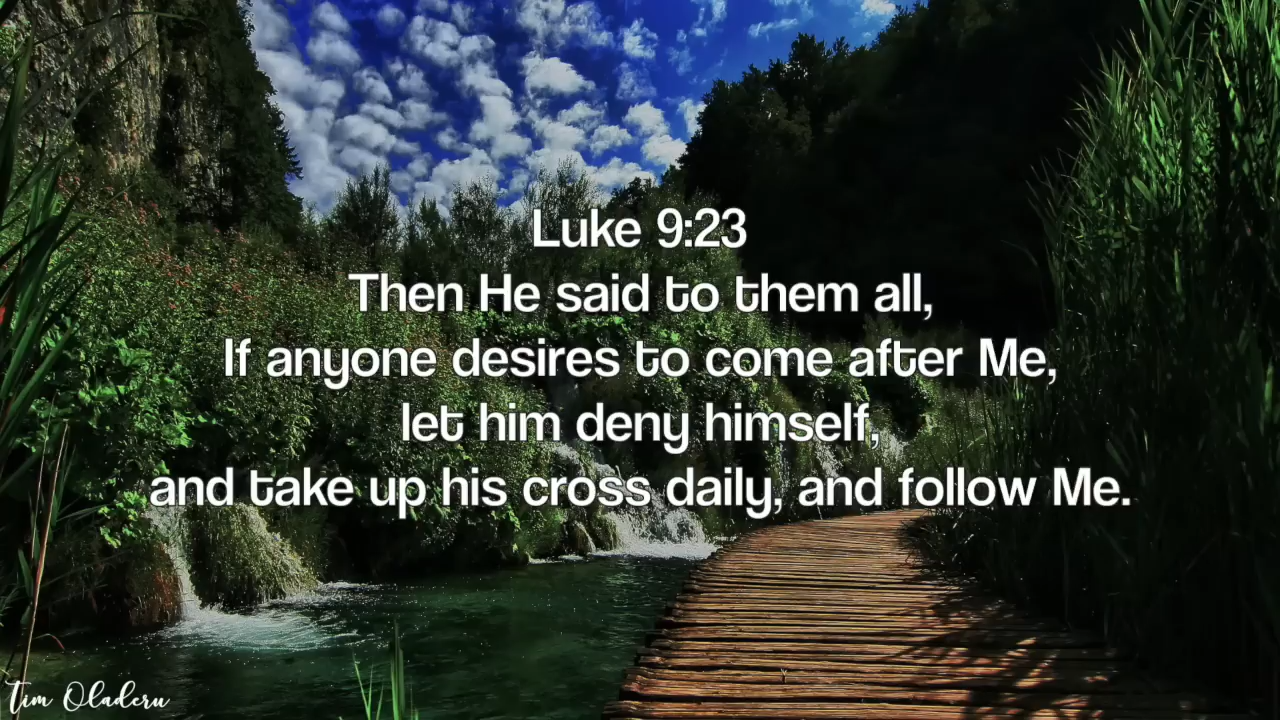 Luke 9:23
Then He said to them all,
If anyone desires to come after Me,
let him deny himself,
and take up his cross daily, and follow Me.
Tim Oladeru